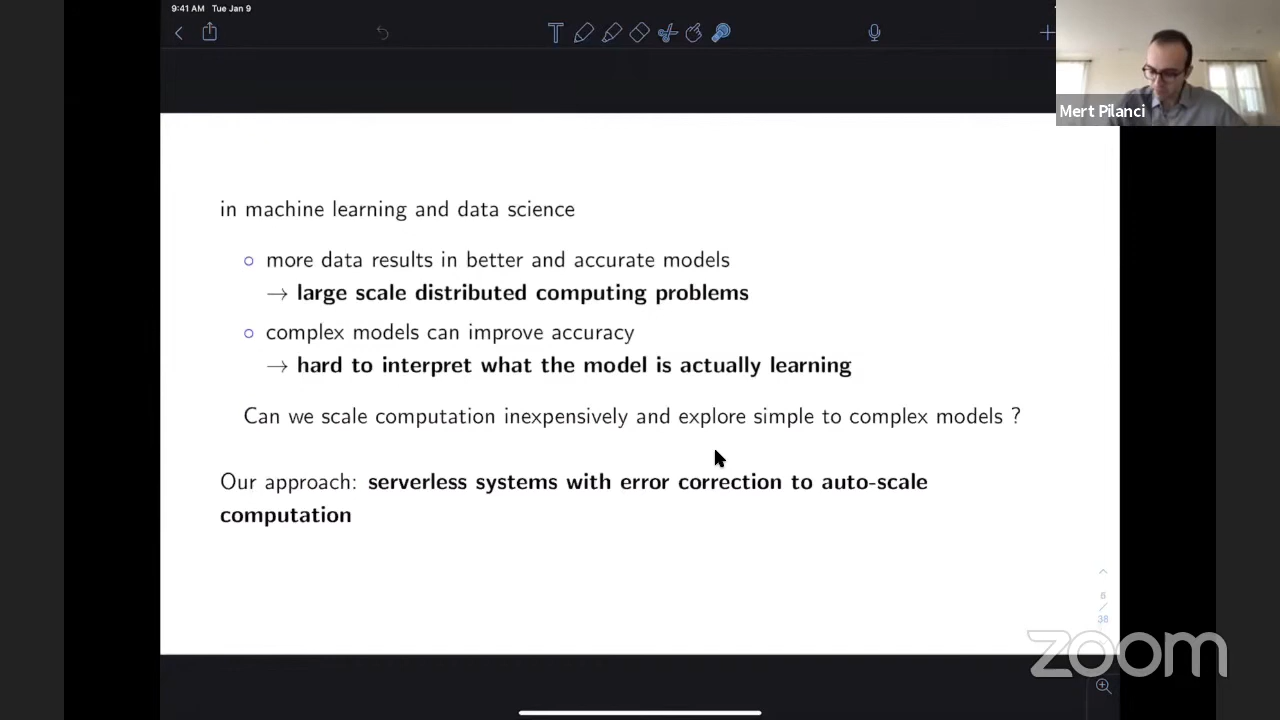 9:41 AM Tue Jan 9
Mert Pilanci
in machine learning and data science
○ more data results in better and accurate models
→ large scale distributed computing problems
○ complex models can improve accuracy
→ hard to interpret what the model is actually learning
Can we scale computation inexpensively and explore simple to complex models ?
Our approach: serverless systems with error correction to auto-scale
computation
6
/
38
zoom